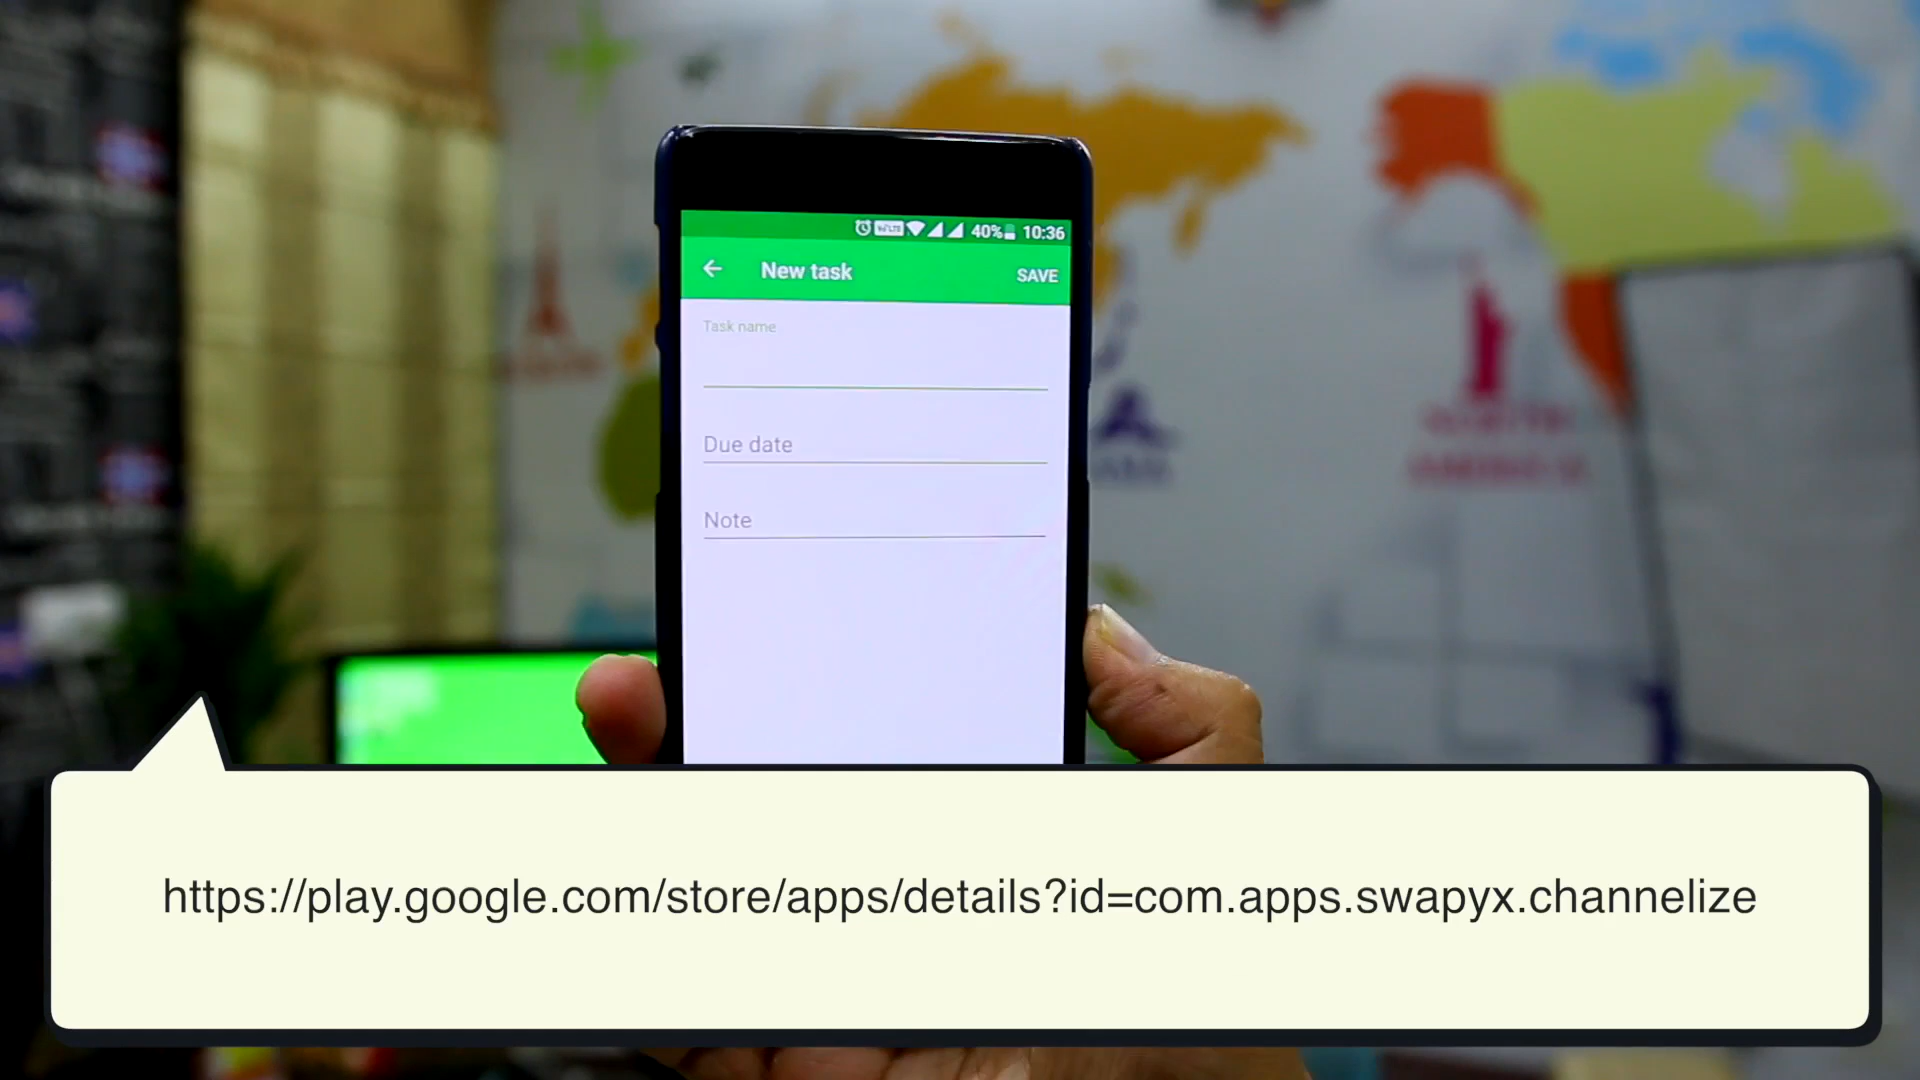 VoLTE 40% 10:36
New task SAVE
Task name
Due date
Note
https://play.google.com/store/apps/details?id=com.apps.swapyx.channelize